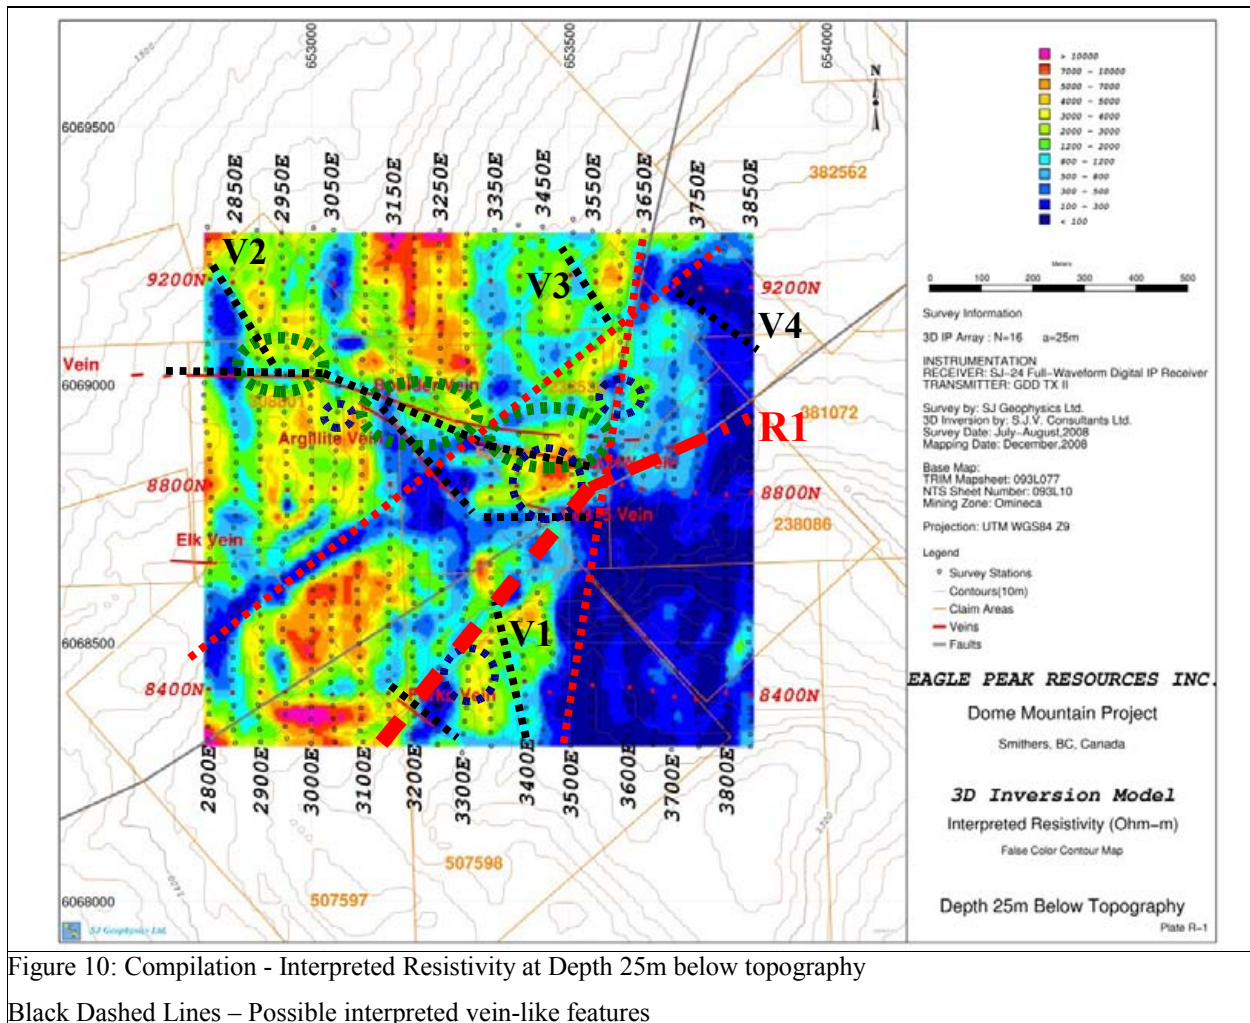 653000
653500
654000
1500
N
6069500
382562
2850E
2950E
3050E
3150E
3250E
3350E
3450E
3550E
3650E
3750E
3850E
V2
V3
V4
9200N
9200N
Vein
6069000
Boulder Vein
Argillite Vein
381072
R1
8800N
8800N
Vein
238086
Elk Vein
6068500
V1
8400N
8400N
Vein
2800E
2900E
3000E
3100E
3200E
3300E
3400E
3500E
3600E
3700E
3800E
507598
507597
6068000
SJ Geophysics Ltd.
> 10000
7000 - 10000
5000 - 7000
4000 - 5000
3000 - 4000
2000 - 3000
1200 - 2000
800 - 1200
500 - 800
300 - 500
100 - 300
< 100
Meters
0 100 200 300 400 500
Survey Information
3D IP Array : N=16 a=25m
INSTRUMENTATION
RECEIVER: SJ-24 Full-Waveform Digital IP Receiver
TRANSMITTER: GDD TX II
Survey by: SJ Geophysics Ltd.
3D Inversion by: S.J.V. Consultants Ltd.
Survey Date: July-August,2008
Mapping Date: December,2008
Base Map:
TRIM Mapsheet: 093L077
NTS Sheet Number: 093L10
Mining Zone: Omineca
Projection: UTM WGS84 Z9
Legend
Survey Stations
Contours(10m)
Claim Areas
Veins
Faults
EAGLE PEAK RESOURCES INC.
Dome Mountain Project
Smithers, BC, Canada
3D Inversion Model
Interpreted Resistivity (Ohm-m)
False Color Contour Map
Depth 25m Below Topography
Plate R-1
Figure 10: Compilation - Interpreted Resistivity at Depth 25m below topography
Black Dashed Lines – Possible interpreted vein-like features